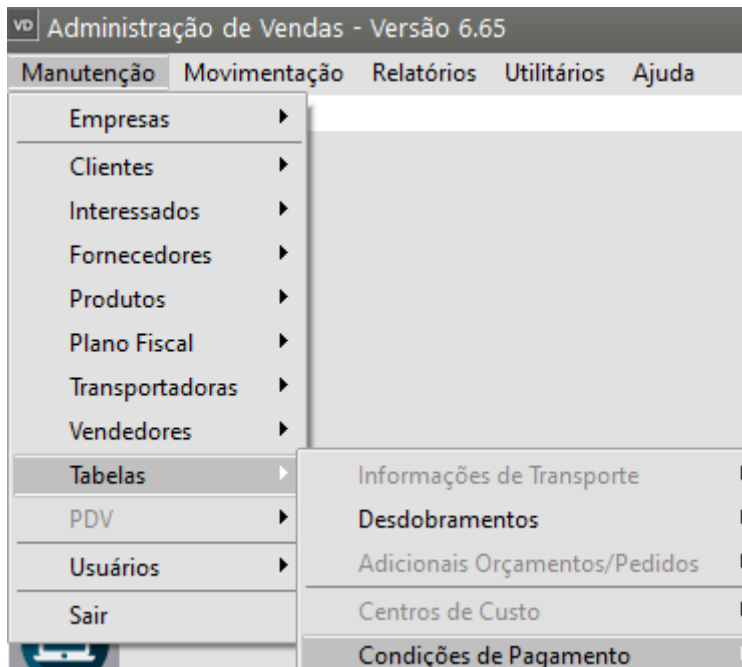 VD Administração de Vendas - Versão 6.65
Manutenção Movimentação Relatórios Utilitários Ajuda
Empresas
Clientes
Interessados
Fornecedores
Produtos
Plano Fiscal
Transportadoras
Vendedores
Tabelas
Informações de Transporte
Desdobramentos
Adicionais Orçamentos/Pedidos
Centros de Custo
Condições de Pagamento
PDV
Usuários
Sair